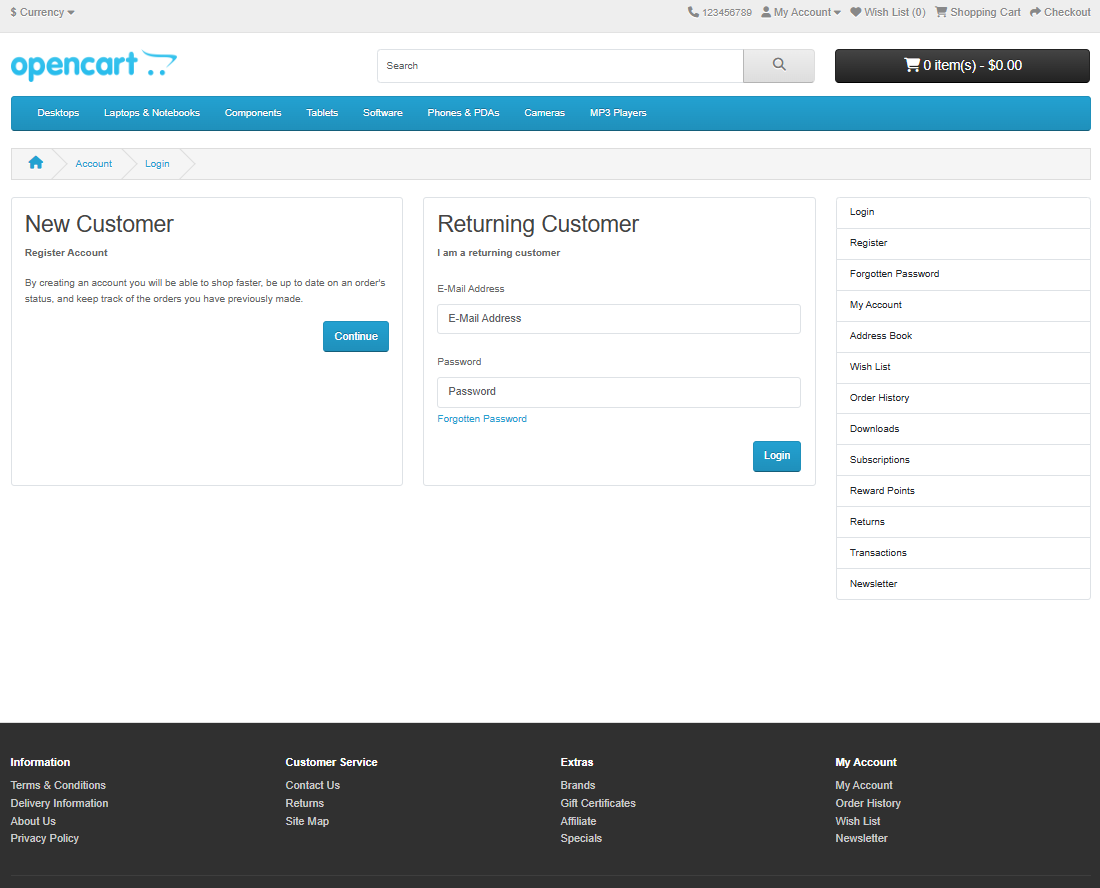 $ Currency
123456789 My Account Wish List (0) Shopping Cart Checkout
opencart
Search
0 item(s) - $0.00
Desktops Laptops & Notebooks Components Tablets Software Phones & PDAs Cameras MP3 Players
Account Login
New Customer
Register Account
By creating an account you will be able to shop faster, be up to date on an order's
status, and keep track of the orders you have previously made.
Continue
Returning Customer
I am a returning customer
E-Mail Address
E-Mail Address
Password
Password
Forgotten Password
Login
Login
Register
Forgotten Password
My Account
Address Book
Wish List
Order History
Downloads
Subscriptions
Reward Points
Returns
Transactions
Newsletter
Information
Terms & Conditions
Delivery Information
About Us
Privacy Policy
Customer Service
Contact Us
Returns
Site Map
Extras
Brands
Gift Certificates
Affiliate
Specials
My Account
My Account
Order History
Wish List
Newsletter